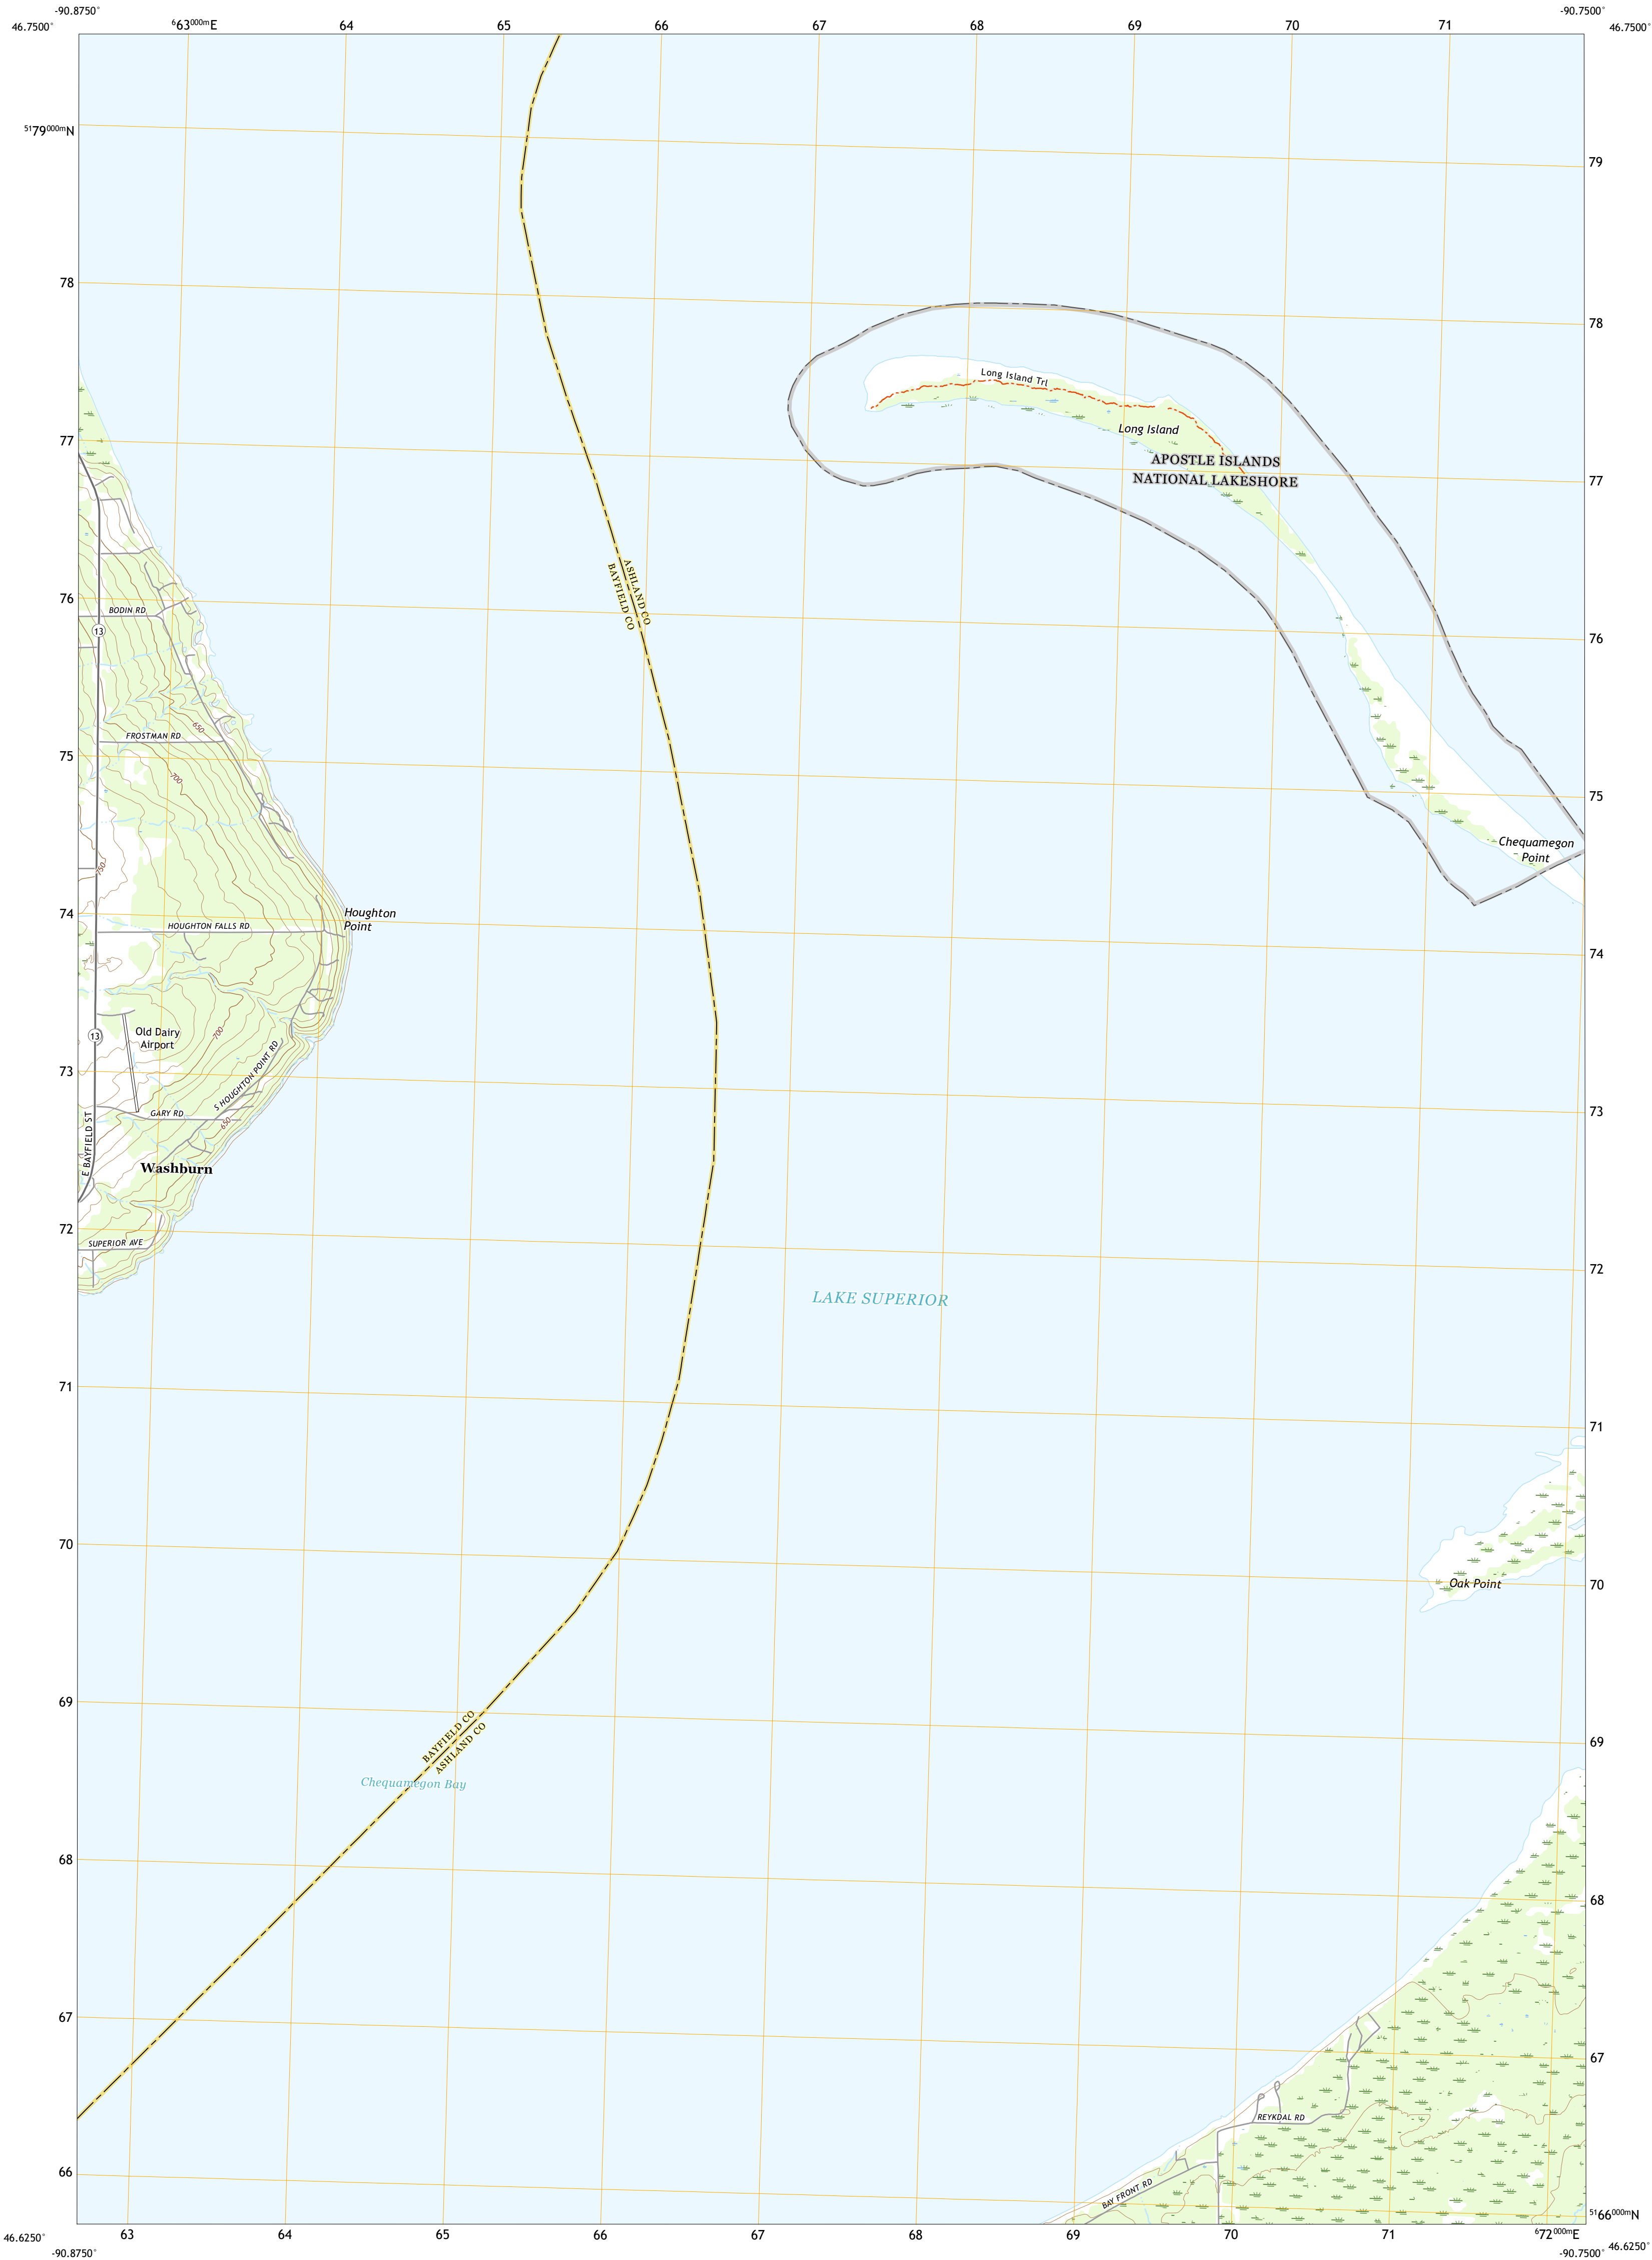 -90.8750°
-90.7500°
46.7500°
⁶63⁰⁰⁰ᵐE 64 65 66 67 68 69 70 71
46.7500°
⁵¹79⁰⁰⁰ᵐN
79
78
78
Long Island Trl
Long Island
77
APOSTLE ISLANDS
NATIONAL LAKESHORE
77
ASHLAND CO
BAYFIELD CO
76
BODIN RD
13
76
650
FROSTMAN RD
75
700
75
Chequamegon
Point
750
74
Houghton
Point
HOUGHTON FALLS RD
74
Old Dairy
Airport
700
13
73
S HOUGHTON POINT RD
GARY RD
650
73
E BAYFIELD ST
Washburn
72
SUPERIOR AVE
72
LAKE SUPERIOR
71
71
70
Oak Point
70
69
BAYFIELD CO
ASHLAND CO
69
Chequamegon Bay
68
68
67
67
REYKDAL RD
66
BAY FRONT RD
⁵¹66⁰⁰⁰ᵐN
46.6250°
63 64 65 66 67 68 69 70 71 ⁶72⁰⁰⁰ᵐE
46.6250°
-90.8750°
-90.7500°